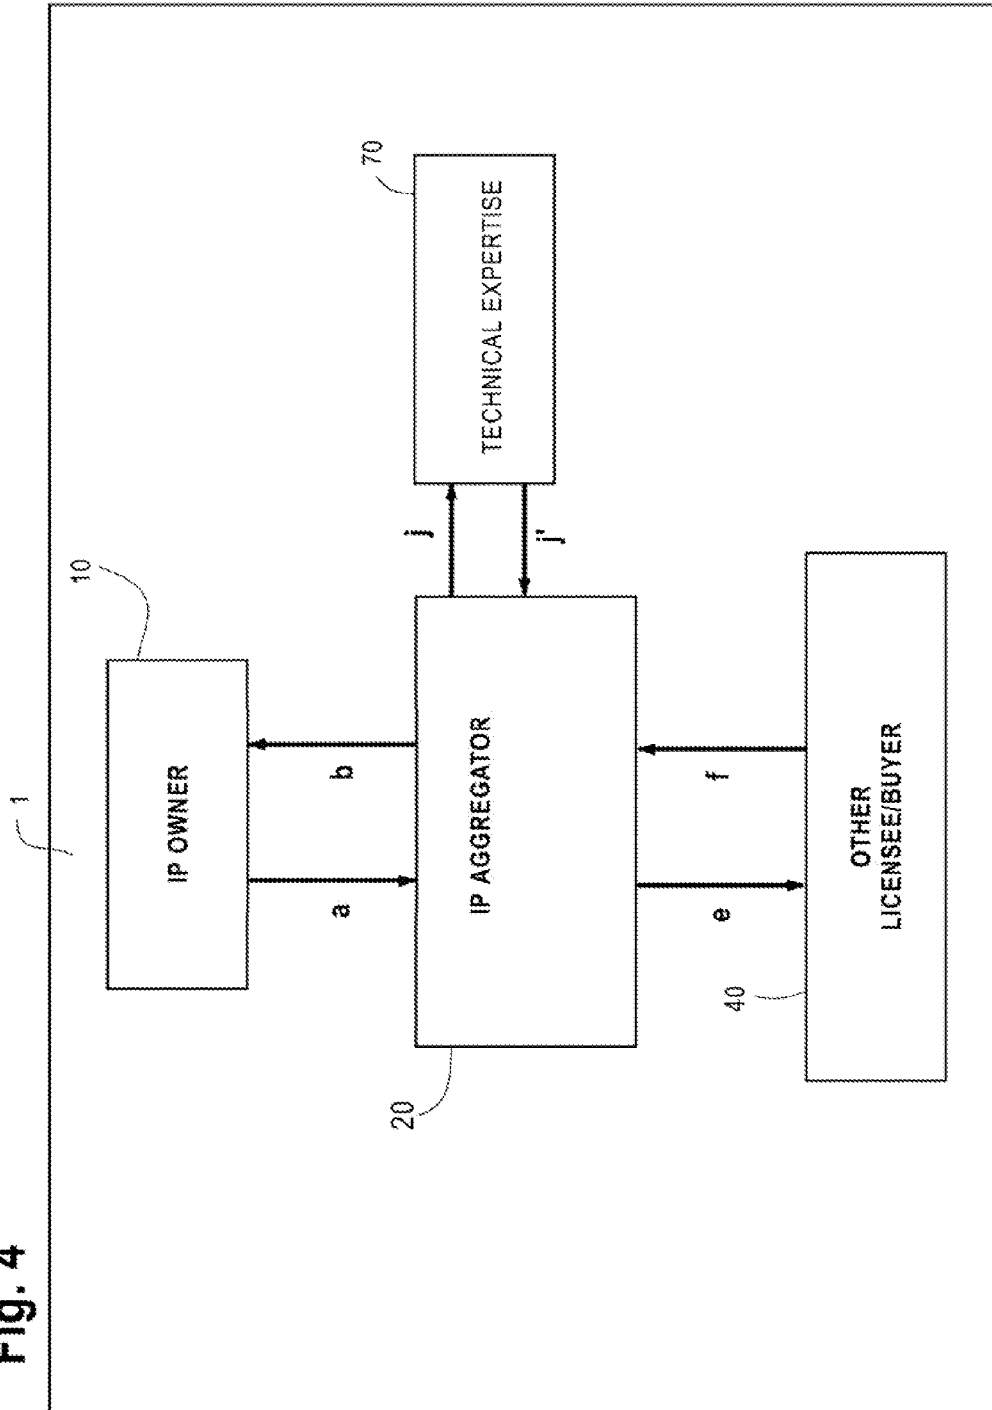 Fig. 4
1
10
IP OWNER
a
b
70
20
j
IP AGGREGATOR
TECHNICAL EXPERTISE
j'
e
f
40
OTHER
LICENSEE/BUYER